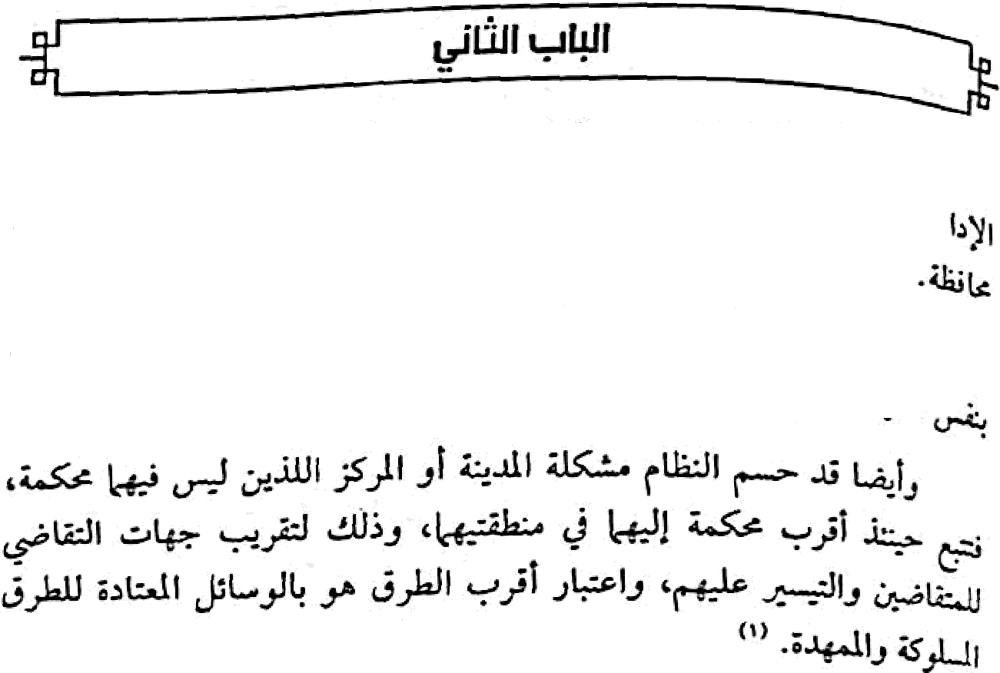 الباب الثاني
الإدا
محافظة.
بنفس -
وأيضا قد حسم النظام مشكلة المدينة أو المركز اللذين ليس فيهما محكمة،
فتتبع حينئذ أقرب محكمة إليهما في منطقتيهما، وذلك لتقريب جهات التقاضي
للمتقاضين والتيسير عليهم، واعتبار أقرب الطرق هو بالوسائل المعتادة للطرق
المسلوكة والممهدة. (١)